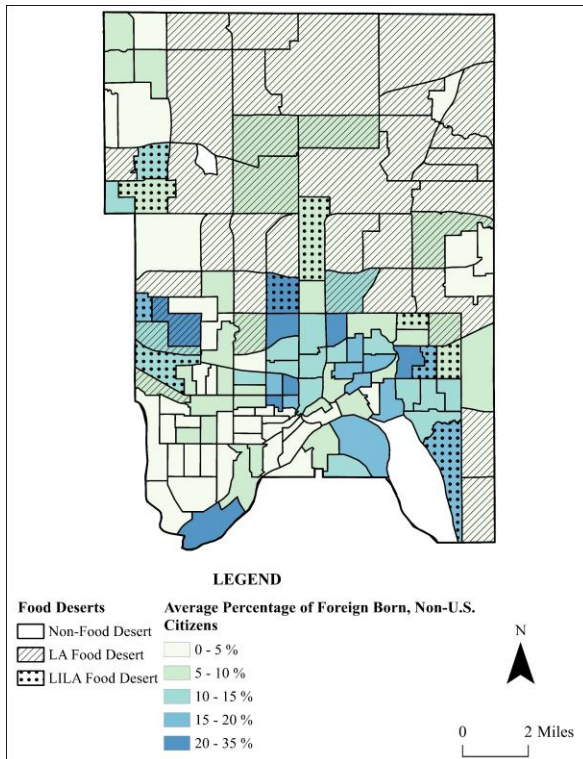 LEGEND
Food Deserts
Non-Food Desert
LA Food Desert
LILA Food Desert
Average Percentage of Foreign Born, Non-U.S.
Citizens
0 - 5 %
5 - 10 %
10 - 15%
15 - 20 %
20 - 35 %
N
0 2 Miles